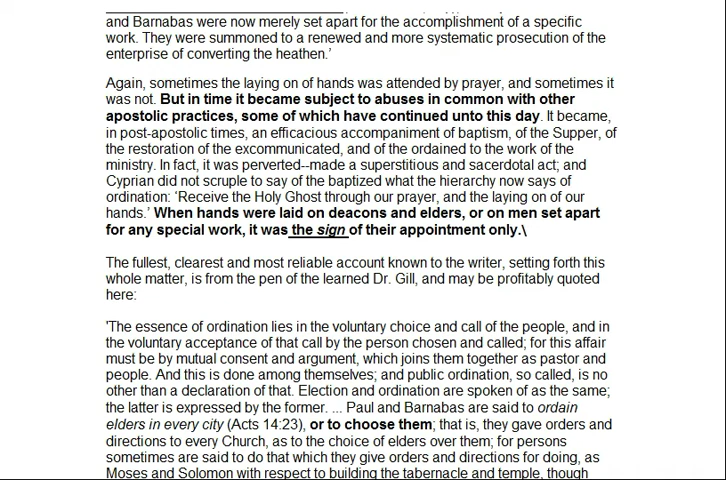 and Barnabas were now merely set apart for the accomplishment of a specific
work. They were summoned to a renewed and more systematic prosecution of the
enterprise of converting the heathen.’
Again, sometimes the laying on of hands was attended by prayer, and sometimes it
was not. But in time it became subject to abuses in common with other
apostolic practices, some of which have continued unto this day. It became,
in post-apostolic times, an efficacious accompaniment of baptism, of the Supper, of
the restoration of the excommunicated, and of the ordained to the work of the
ministry. In fact, it was perverted--made a superstitious and sacerdotal act; and
Cyprian did not scruple to say of the baptized what the hierarchy now says of
ordination: ‘Receive the Holy Ghost through our prayer, and the laying on of our
hands.’ When hands were laid on deacons and elders, or on men set apart
for any special work, it was the sign of their appointment only.\
The fullest, clearest and most reliable account known to the writer, setting forth this
whole matter, is from the pen of the learned Dr. Gill, and may be profitably quoted
here:
'The essence of ordination lies in the voluntary choice and call of the people, and in
the voluntary acceptance of that call by the person chosen and called; for this affair
must be by mutual consent and argument, which joins them together as pastor and
people. And this is done among themselves; and public ordination, so called, is no
other than a declaration of that. Election and ordination are spoken of as the same;
the latter is expressed by the former. ... Paul and Barnabas are said to ordain
elders in every city (Acts 14:23), or to choose them; that is, they gave orders and
directions to every Church, as to the choice of elders over them; for persons
sometimes are said to do that which they give orders and directions for doing, as
Moses and Solomon with respect to building the tabernacle and temple, though